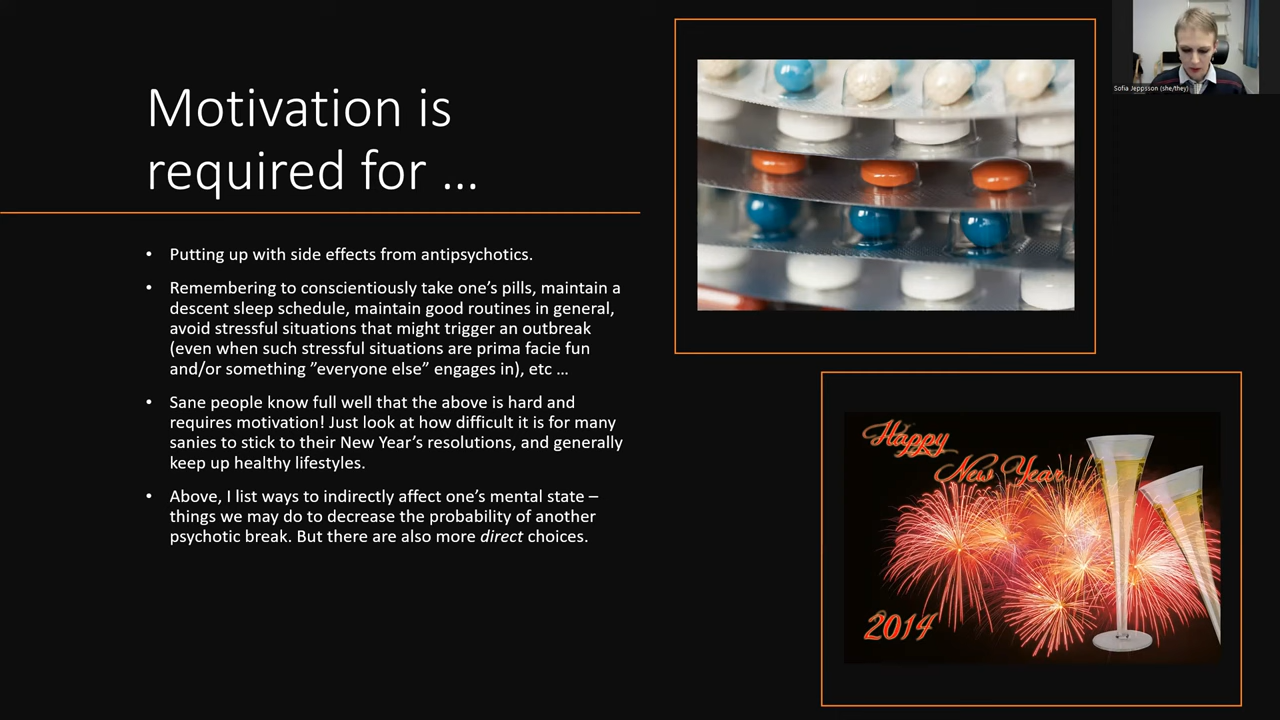 Motivation is
required for ...
• Putting up with side effects from antipsychotics.
• Remembering to conscientiously take one’s pills, maintain a
descent sleep schedule, maintain good routines in general,
avoid stressful situations that might trigger an outbreak
(even when such stressful situations are prima facie fun
and/or something ”everyone else” engages in), etc ...
• Sane people know full well that the above is hard and
requires motivation! Just look at how difficult it is for many
sanies to stick to their New Year’s resolutions, and generally
keep up healthy lifestyles.
• Above, I list ways to indirectly affect one’s mental state –
things we may do to decrease the probability of another
psychotic break. But there are also more direct choices.
Sofia Jeppsson (she/they)
Happy
New Year
2014